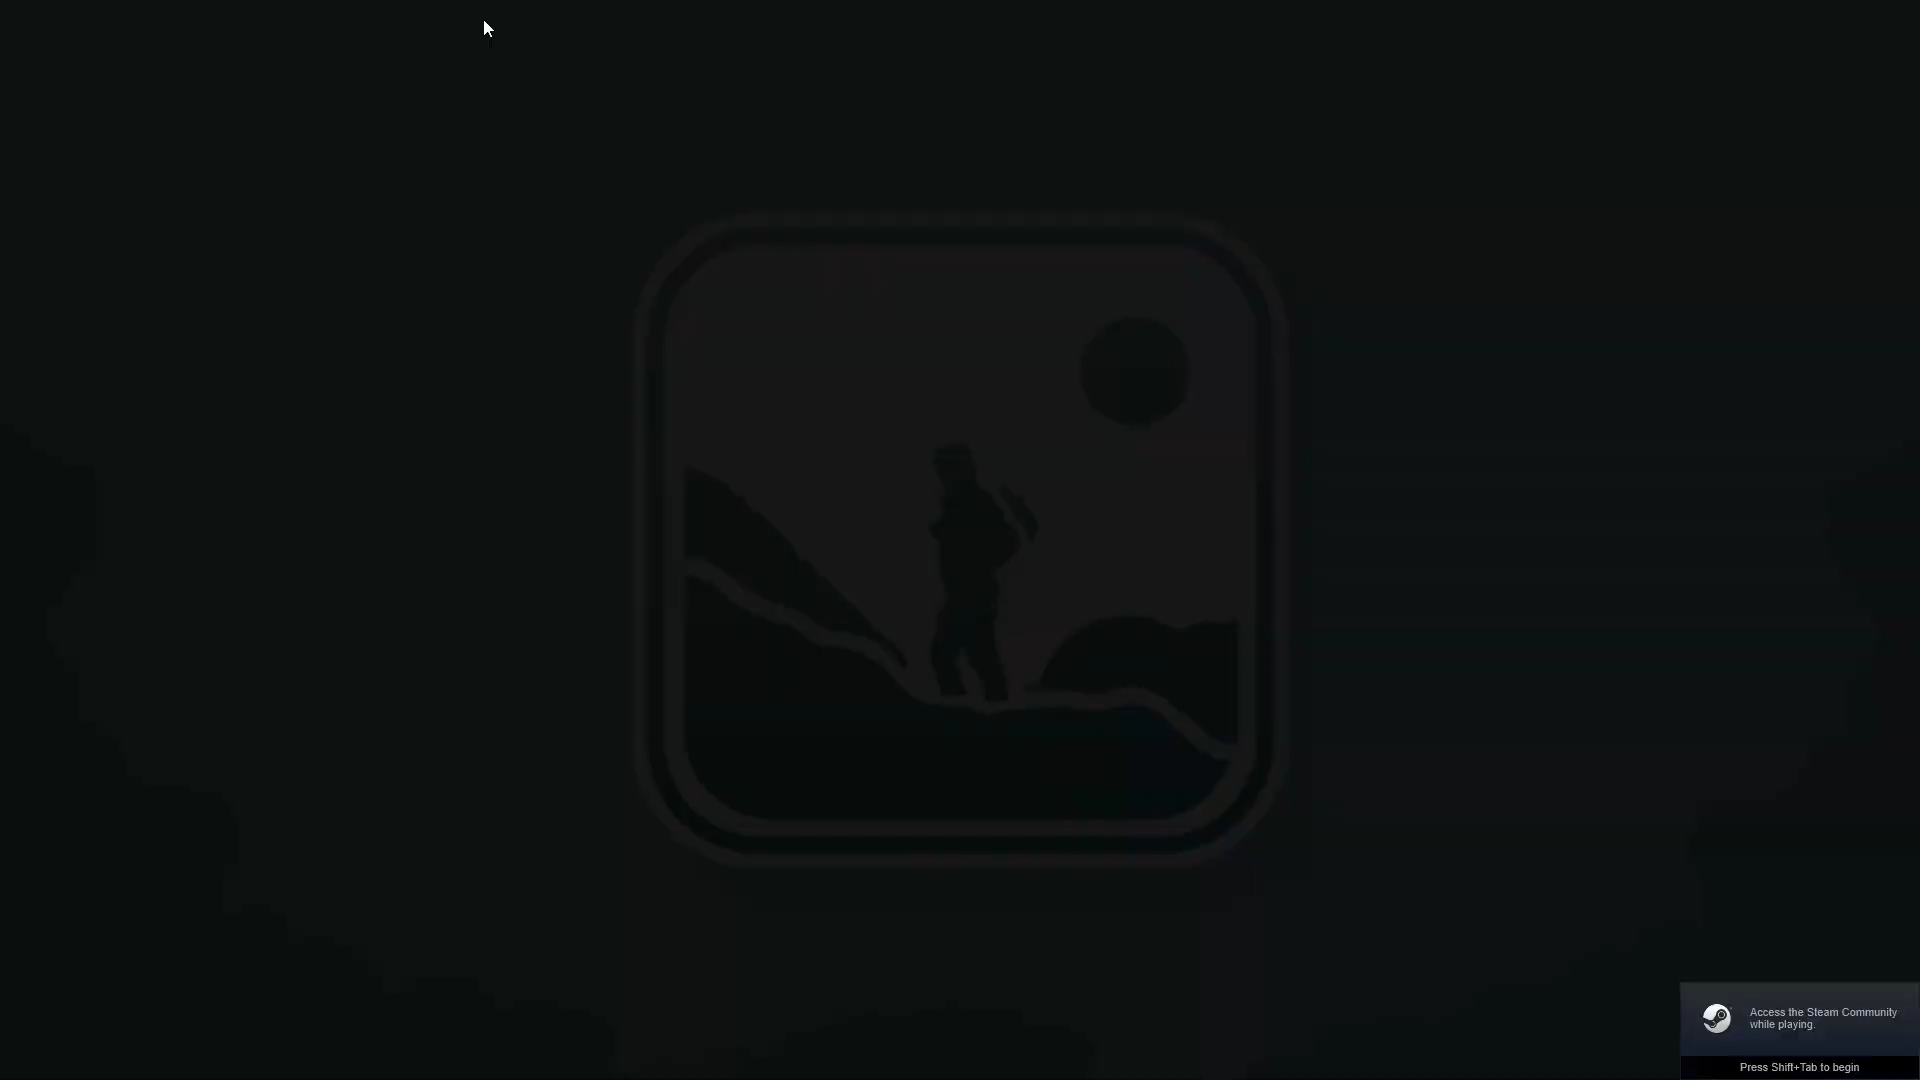 Access the Steam Community
while playing.
Press Shift+Tab to begin